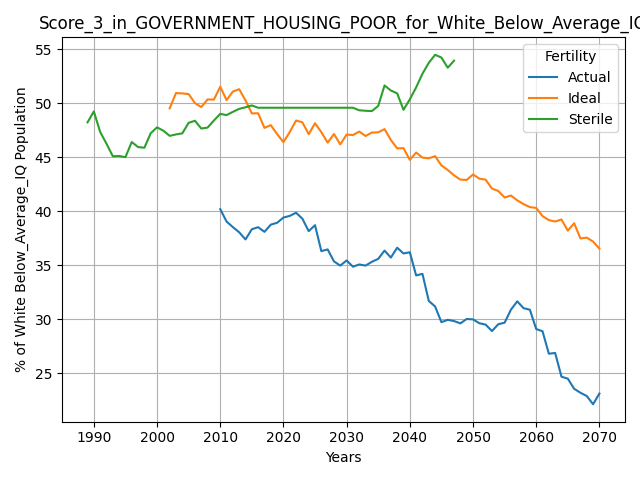 Score_3_in_GOVERNMENT_HOUSING_POOR_for_White_Below_Average_IQ
% of White Below_Average_IQ Population
55
50
45
40
35
30
25
Fertility
Actual
Ideal
Sterile
1990 2000 2010 2020 2030 2040 2050 2060 2070
Years